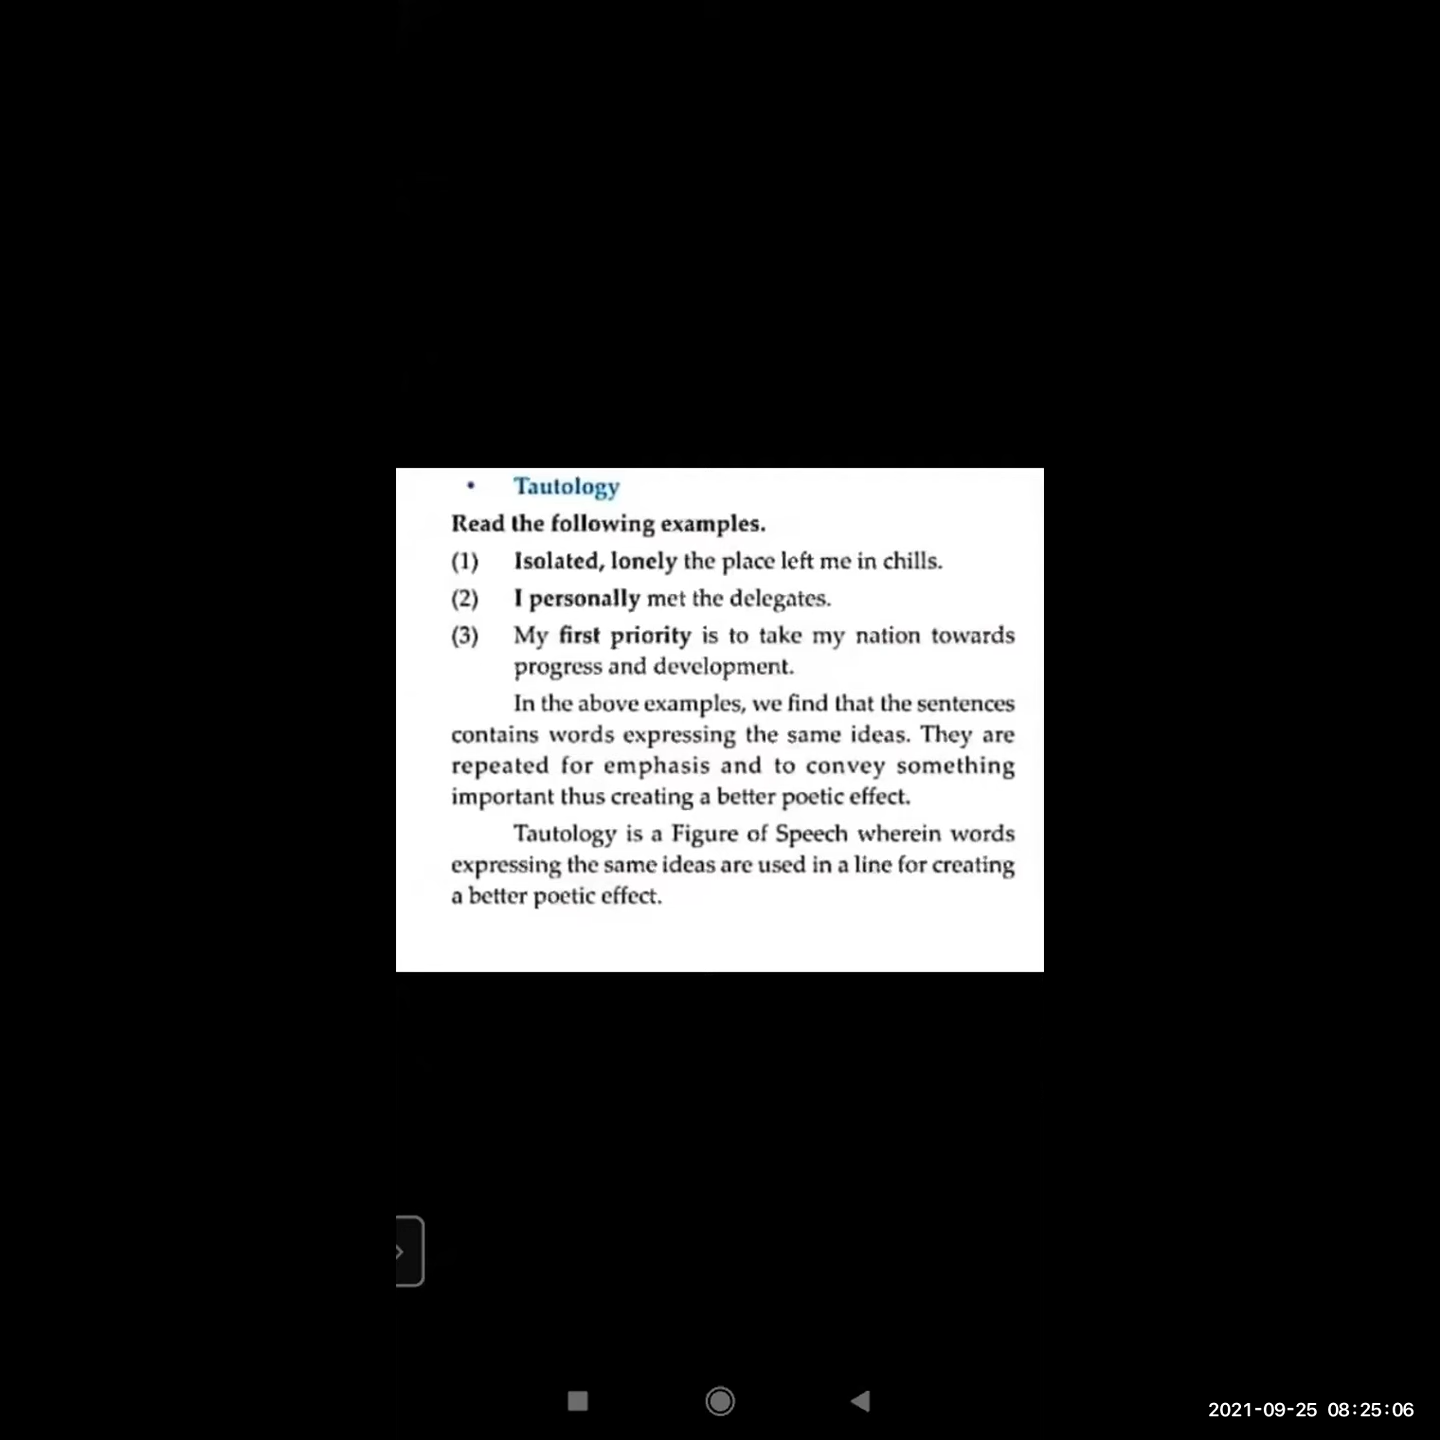 • Tautology
Read the following examples.
(1) Isolated, lonely the place left me in chills.
(2) I personally met the delegates.
(3) My first priority is to take my nation towards
progress and development.
In the above examples, we find that the sentences
contains words expressing the same ideas. They are
repeated for emphasis and to convey something
important thus creating a better poetic effect.
Tautology is a Figure of Speech wherein words
expressing the same ideas are used in a line for creating
a better poetic effect.
2021-09-25 08:25:06